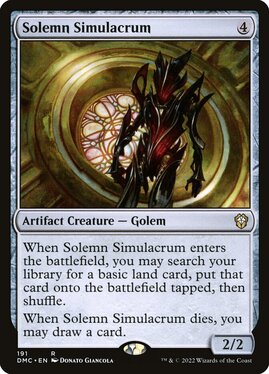 Solemn Simulacrum 4
Artifact Creature — Golem
When Solemn Simulacrum enters
the battlefield, you may search your
library for a basic land card, put that
card onto the battlefield tapped, then
shuffle.
When Solemn Simulacrum dies, you
may draw a card.
2/2
191 R
DMC • EN DONATO GIANCOLA ™ & © 2022 Wizards of the Coast